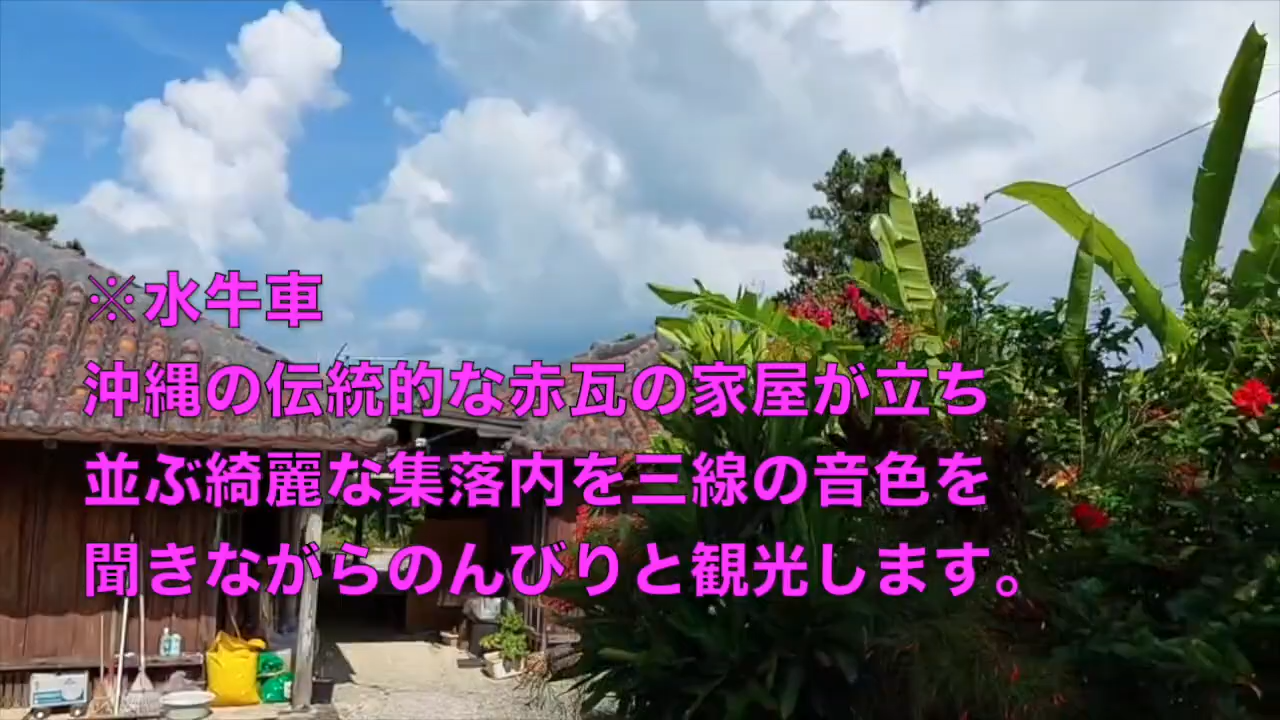 ※水牛車
沖縄の伝統的な赤瓦の家屋が立ち
並ぶ綺麗な集落内を三線の音色を
聞きながらのんびりと観光します。